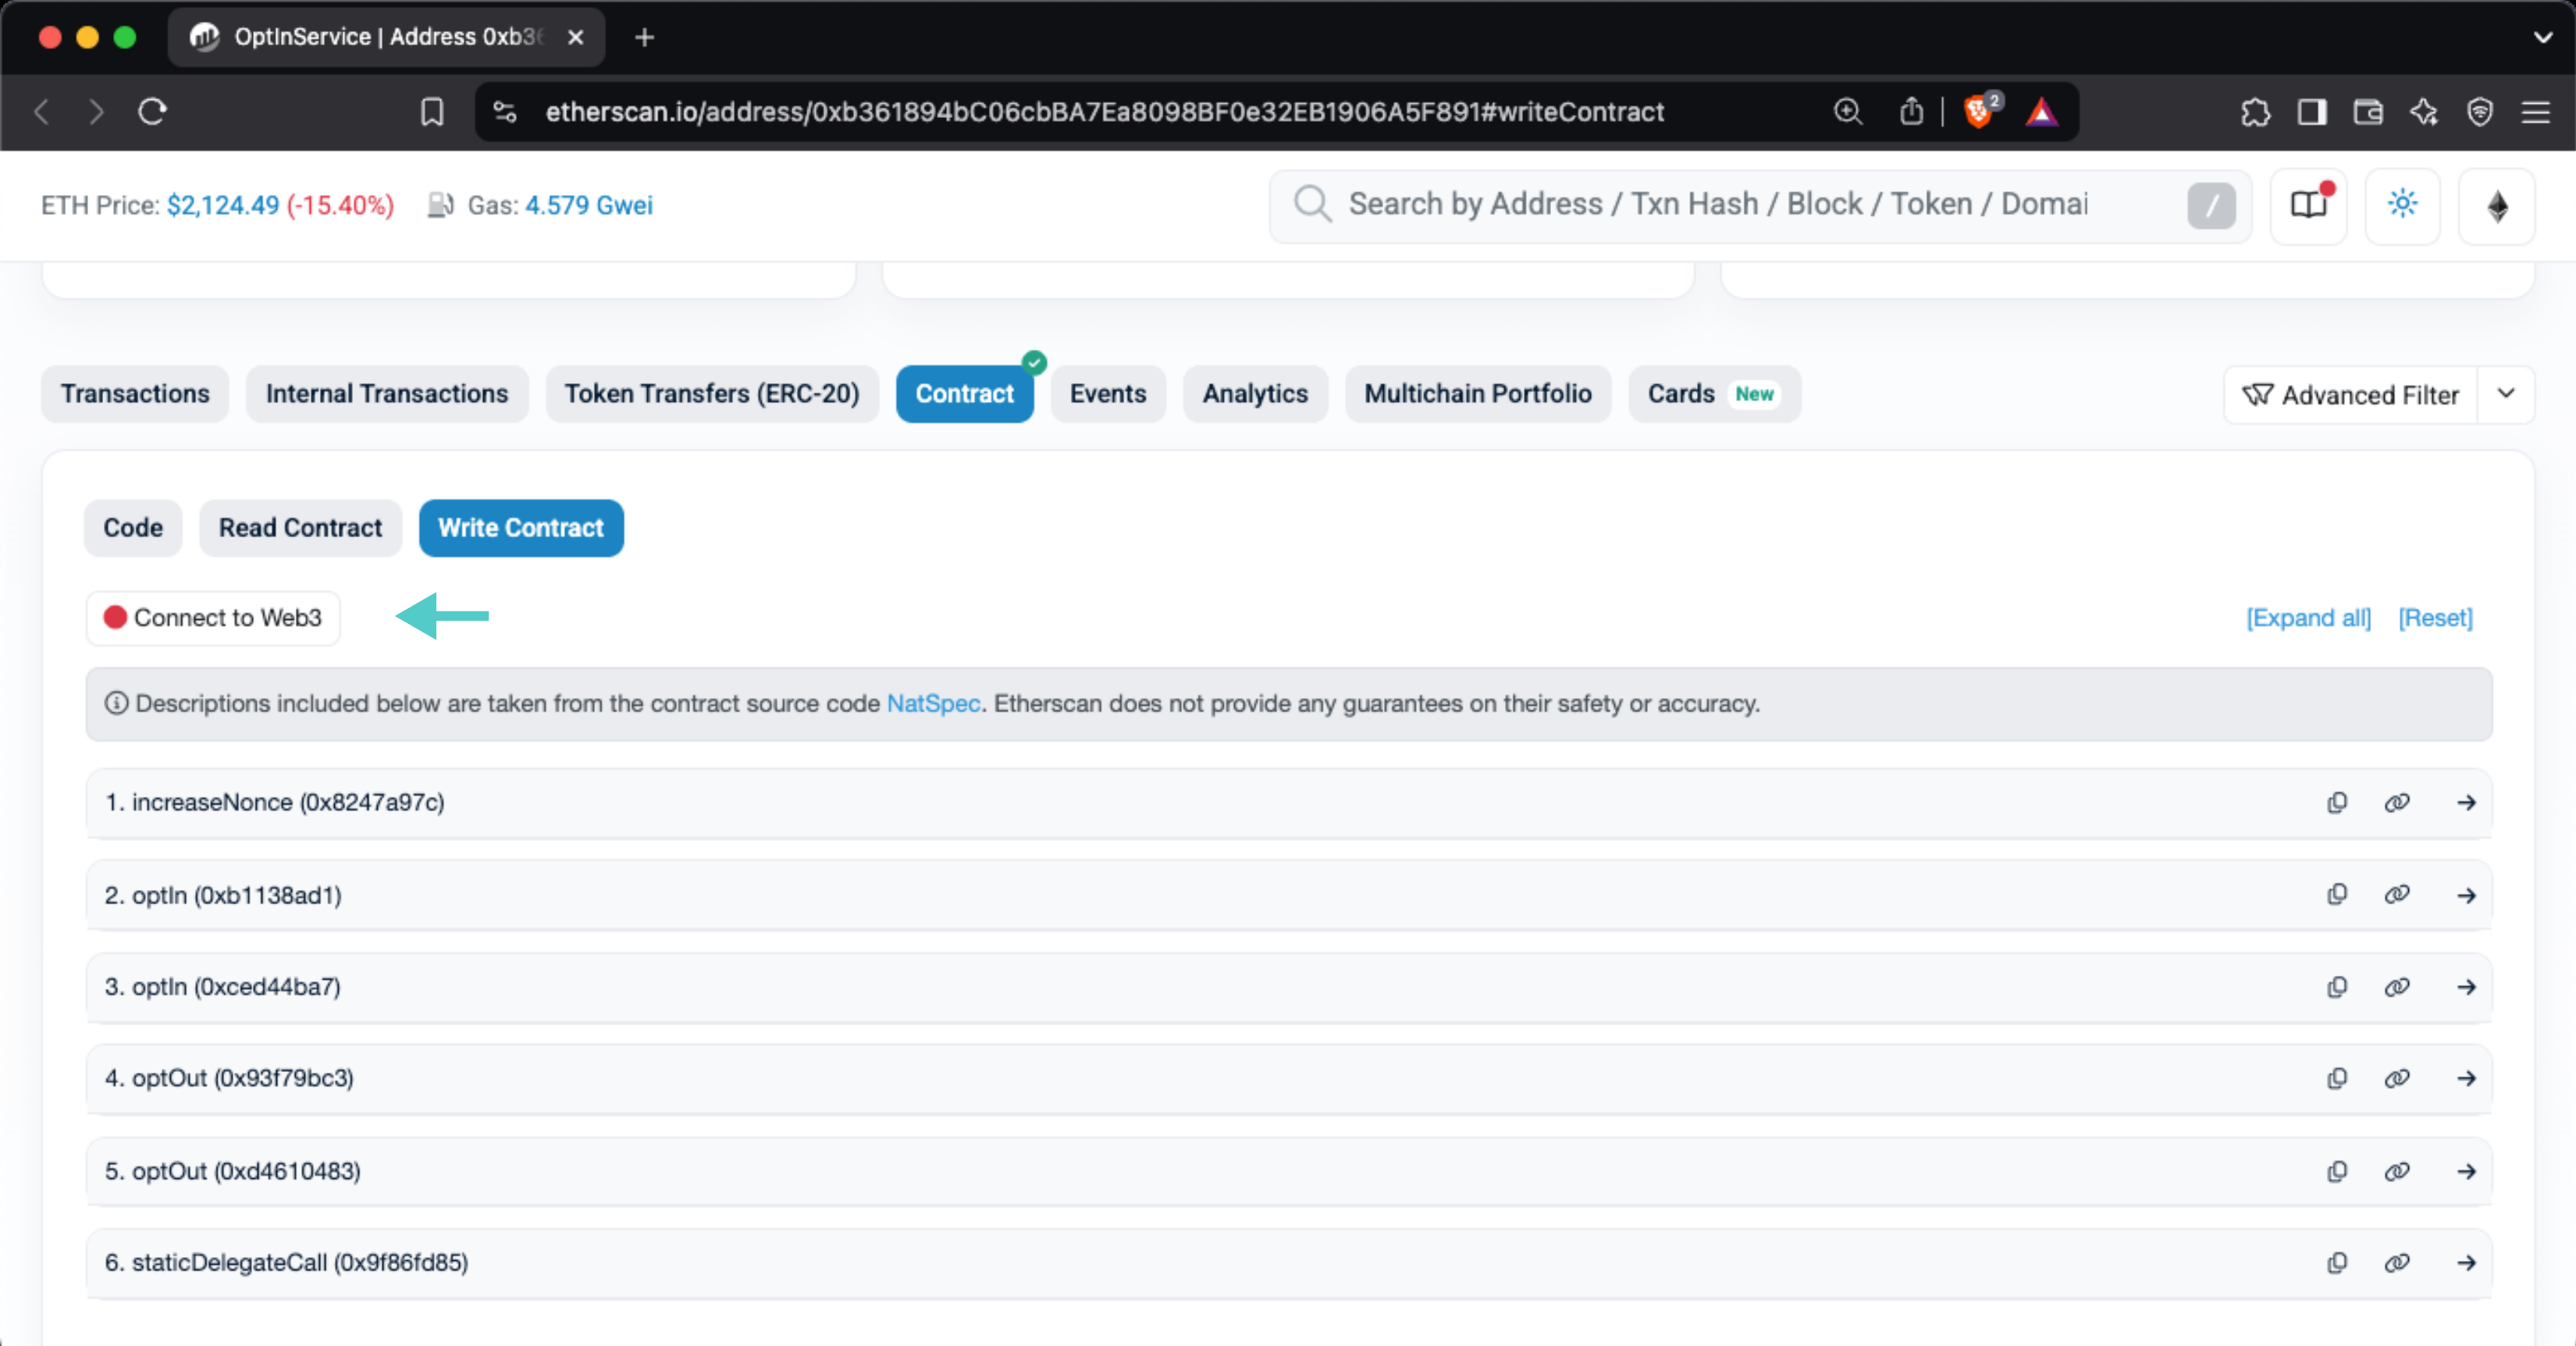 OptInService | Address 0xb36
etherscan.io/address/0xb361894bC06cbBA7Ea8098BF0e32EB1906A5F891#writeContract
2
ETH Price: $2,124.49 (-15.40%) Gas: 4.579 Gwei
Search by Address / Txn Hash / Block / Token / Domai
/
Transactions Internal Transactions Token Transfers (ERC-20) Contract Events Analytics Multichain Portfolio Cards New Advanced Filter
Code Read Contract Write Contract
Connect to Web3 [Expand all] [Reset]
Descriptions included below are taken from the contract source code NatSpec. Etherscan does not provide any guarantees on their safety or accuracy.
1. increaseNonce (0x8247a97c)
2. optIn (0xb1138ad1)
3. optIn (0xced44ba7)
4. optOut (0x93f79bc3)
5. optOut (0xd4610483)
6. staticDelegateCall (0x9f86fd85)